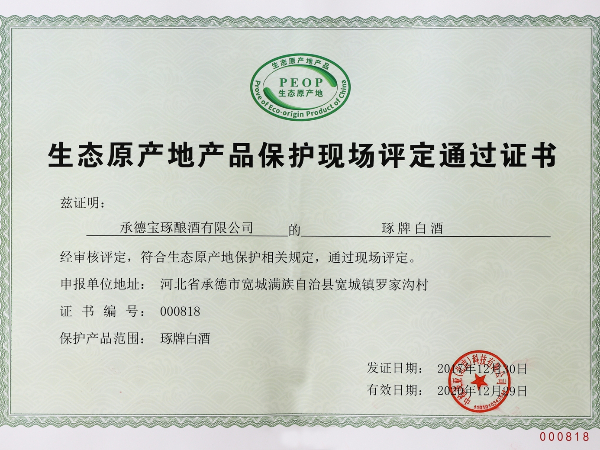 生态原产地产品
PEOP
生态原产地
Prove of Eco-origin Product of China
生态原产地产品保护现场评定通过证书
兹证明：
承德宝琢酿酒有限公司 的 琢牌白酒
经审核评定，符合生态原产地保护相关规定，通过现场评定。
申报单位地址： 河北省承德市宽城满族自治县宽城镇罗家沟村
证书编号： 000818
保护产品范围： 琢牌白酒
发证日期： 2017年12月30日
有效日期： 2020年12月29日
000818